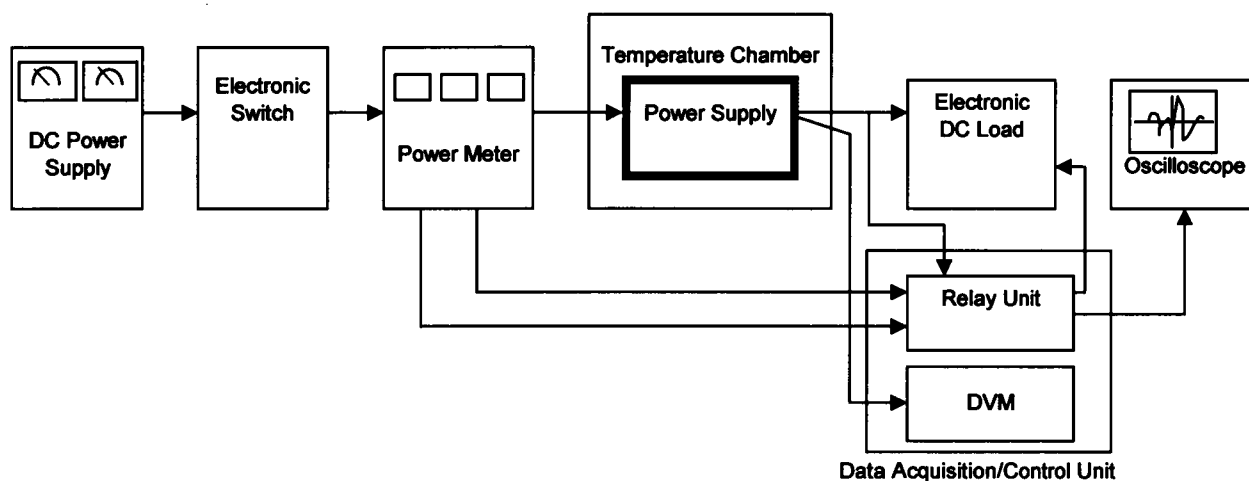 DC Power
Supply
Electronic
Switch
Power Meter
Temperature Chamber
Power Supply
Electronic
DC Load
Oscilloscope
Relay Unit
DVM
Data Acquisition/Control Unit